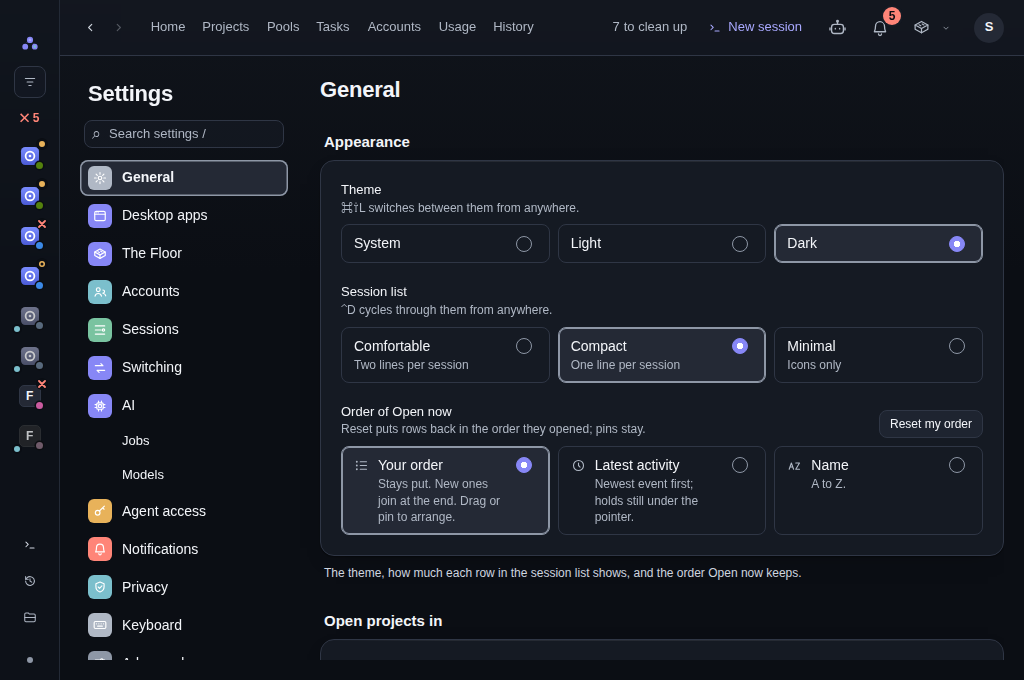 Home Projects Pools Tasks Accounts Usage History 7 to clean up New session 5 S
5
F
F
Settings
Search settings /
General
Desktop apps
The Floor
Accounts
Sessions
Switching
AI
Jobs
Models
Agent access
Notifications
Privacy
Keyboard
General
Appearance
Theme
⌘⇧L switches between them from anywhere.
System Light Dark
Session list
^D cycles through them from anywhere.
Comfortable Compact Minimal
Two lines per session One line per session Icons only
Order of Open now
Reset puts rows back in the order they opened; pins stay.
Reset my order
Your order
Stays put. New ones
join at the end. Drag or
pin to arrange.
Latest activity
Newest event first;
holds still under the
pointer.
AZ Name
A to Z.
The theme, how much each row in the session list shows, and the order Open now keeps.
Open projects in